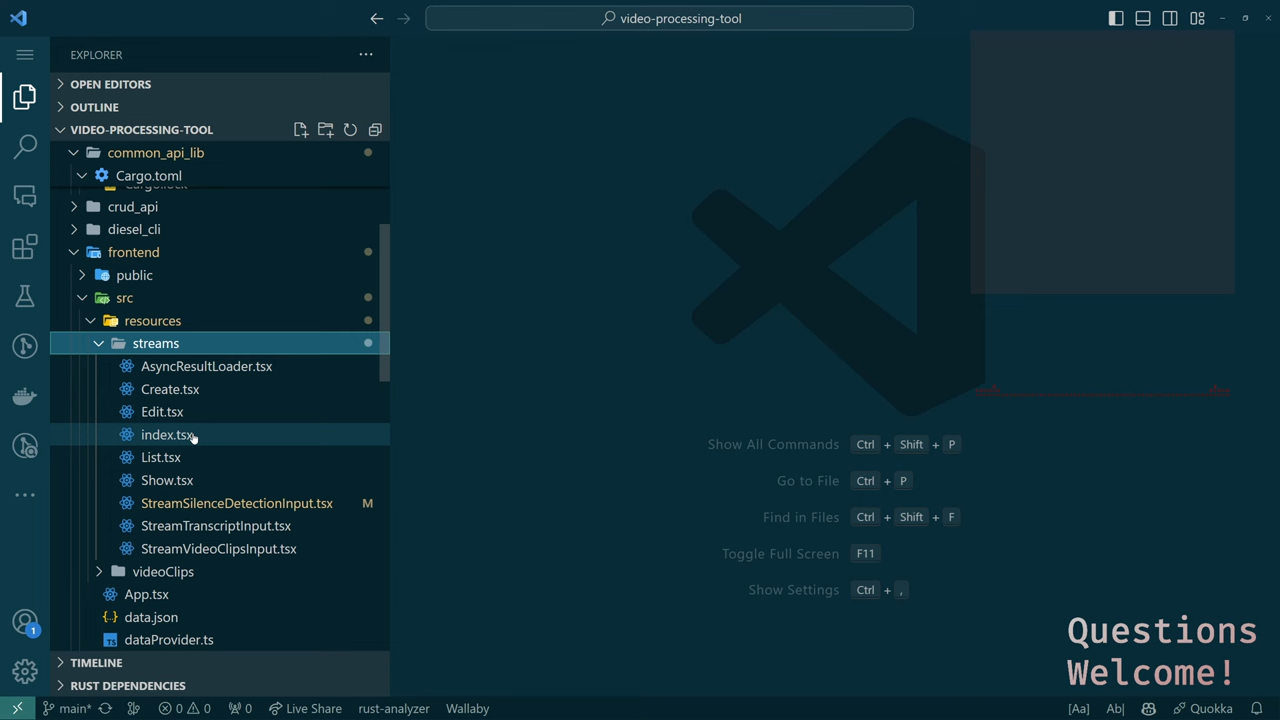 video-processing-tool
EXPLORER
OPEN EDITORS
OUTLINE
VIDEO-PROCESSING-TOOL
common_api_lib
Cargo.toml
Cargo.lock
crud_api
diesel_cli
frontend
public
src
resources
streams
AsyncResultLoader.tsx
Create.tsx
Edit.tsx
index.tsx
List.tsx
Show.tsx
StreamSilenceDetectionInput.tsx M
StreamTranscriptInput.tsx
StreamVideoClipsInput.tsx
videoClips
App.tsx
{..} data.json
TS dataProvider.ts
TIMELINE
RUST DEPENDENCIES
1
Show All Commands Ctrl + Shift + P
Go to File Ctrl + P
Find in Files Ctrl + Shift + F
Toggle Full Screen F11
Show Settings Ctrl + ,
Questions
Welcome!
main* 0 0 0 Live Share rust-analyzer Wallaby [Aa] Ab| Quokka